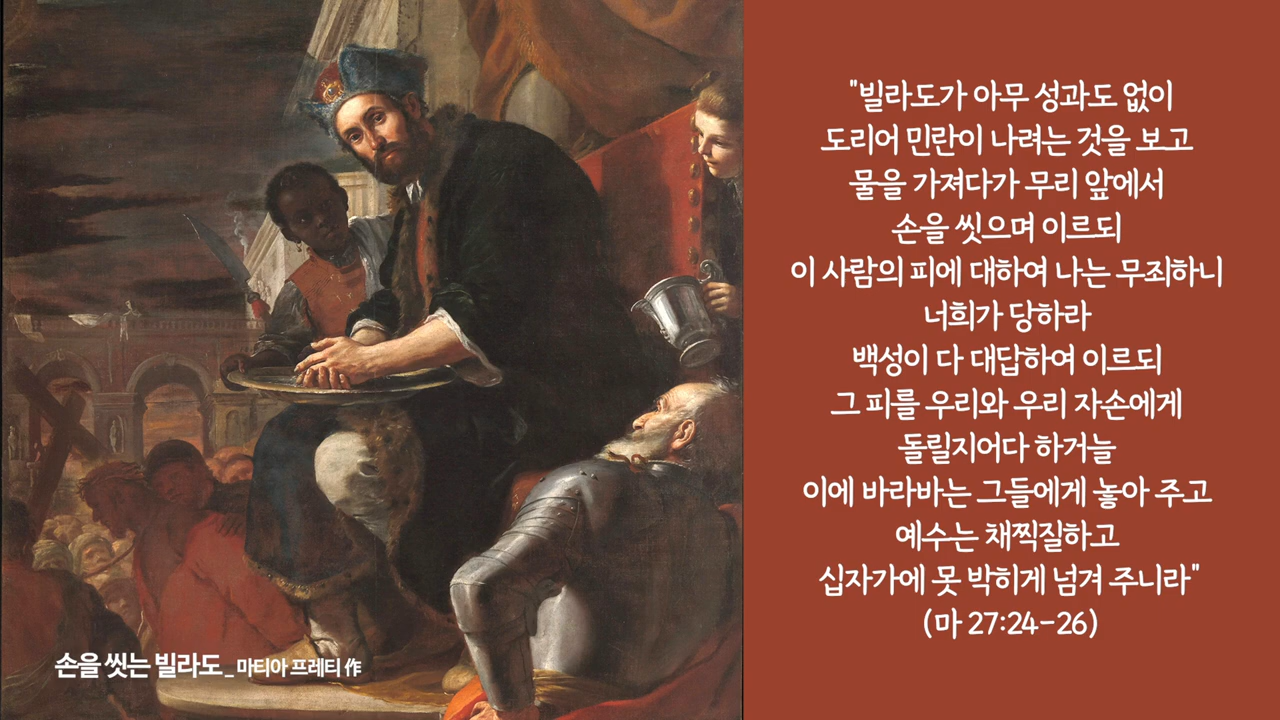 "빌라도가 아무 성과도 없이
도리어 민란이 나려는 것을 보고
물을 가져다가 무리 앞에서
손을 씻으며 이르되
이 사람의 피에 대하여 나는 무죄하니
너희가 당하라
백성이 다 대답하여 이르되
그 피를 우리와 우리 자손에게
돌릴지어다 하거늘
이에 바라바는 그들에게 놓아 주고
예수는 채찍질하고
십자가에 못 박히게 넘겨 주니라"
(마 27:24-26)
손을 씻는 빌라도_ 마티아 프레티 作